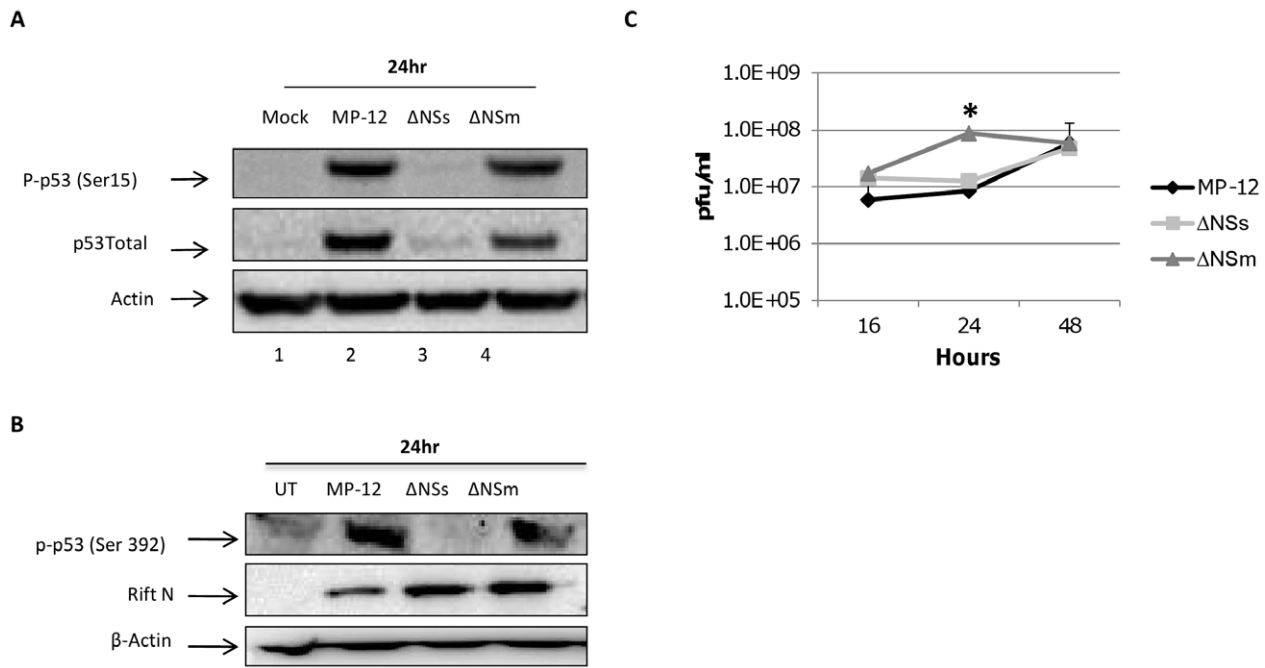 A
24hr
Mock MP-12 ΔNSs ΔNSm
P-p53 (Ser15)
p53Total
Actin
1 2 3 4
B
24hr
UT MP-12 ΔNSs ΔNSm
p-p53 (Ser 392)
Rift N
β-Actin
C
1.0E+09
1.0E+08
1.0E+07
1.0E+06
1.0E+05
pfu/ml
*
16 24 48
Hours
MP-12
ΔNSs
ΔNSm